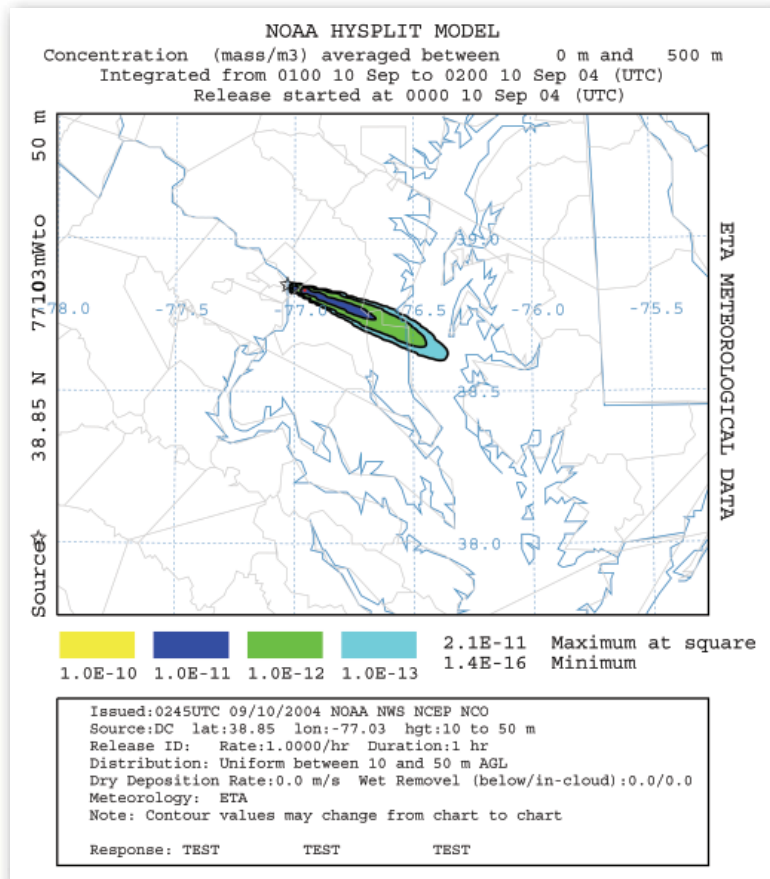 NOAA HYSPLIT MODEL
Concentration (mass/m3) averaged between 0 m and 500 m
Integrated from 0100 10 Sep to 0200 10 Sep 04 (UTC)
Release started at 0000 10 Sep 04 (UTC)
Source☆ 38.85 N
50 m
ETA METEOROLOGICAL DATA
39.0
-77.5 -77.0 -76.5 -76.0 -75.5
38.5
38.0
1.0E-10 1.0E-11 1.0E-12 1.0E-13
2.1E-11 Maximum at square
1.4E-16 Minimum
Issued:0245UTC 09/10/2004 NOAA NWS NCEP NCO
Source:DC lat:38.85 lon:-77.03 hgt:10 to 50 m
Release ID: Rate:1.0000/hr Duration:1 hr
Distribution: Uniform between 10 and 50 m AGL
Dry Deposition Rate:0.0 m/s Wet Removel (below/in-cloud):0.0/0.0
Meteorology: ETA
Note: Contour values may change from chart to chart
Response: TEST TEST TEST